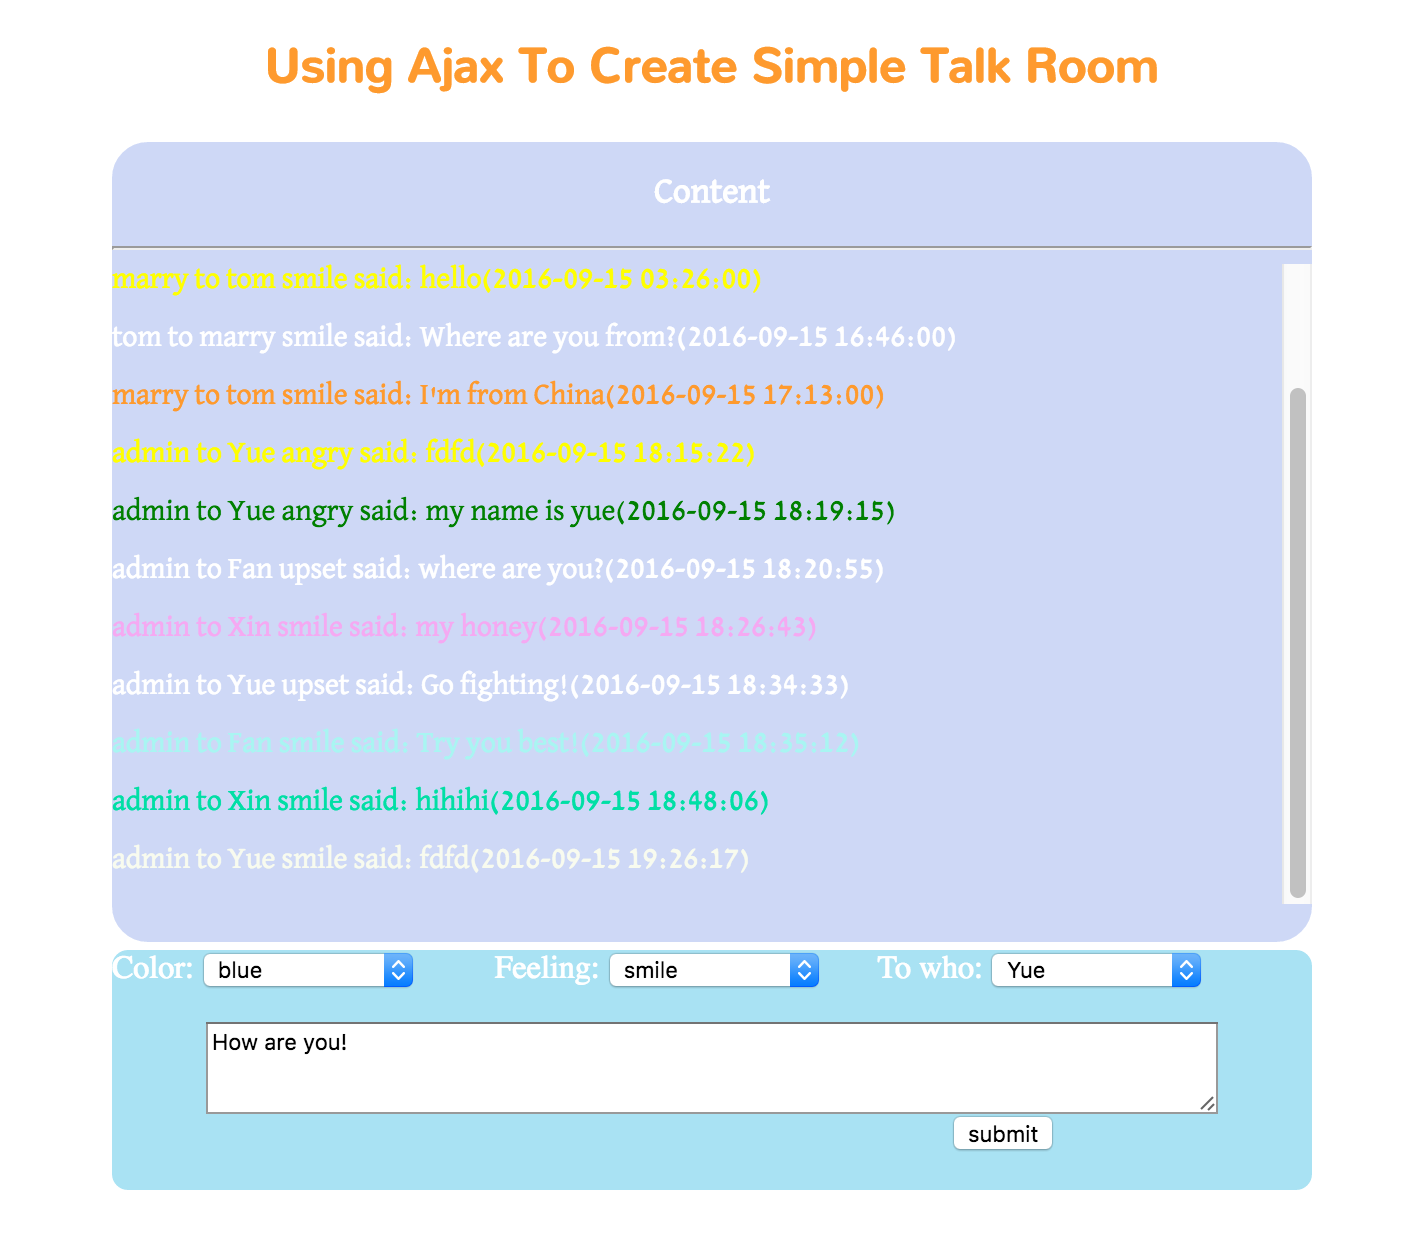 Using Ajax To Create Simple Talk Room
Content
marry to tom smile said: hello(2016-09-15 03:26:00)
tom to marry smile said: Where are you from?(2016-09-15 16:46:00)
marry to tom smile said: I'm from China(2016-09-15 17:13:00)
admin to Yue angry said: fdfd(2016-09-15 18:15:22)
admin to Yue angry said: my name is yue(2016-09-15 18:19:15)
admin to Fan upset said: where are you?(2016-09-15 18:20:55)
admin to Xin smile said: my honey(2016-09-15 18:26:43)
admin to Yue upset said: Go fighting!(2016-09-15 18:34:33)
admin to Fan smile said: Try you best!(2016-09-15 18:35:12)
admin to Xin smile said: hihihi(2016-09-15 18:48:06)
admin to Yue smile said: fdfd(2016-09-15 19:26:17)
Color: blue Feeling: smile To who: Yue
How are you!
submit